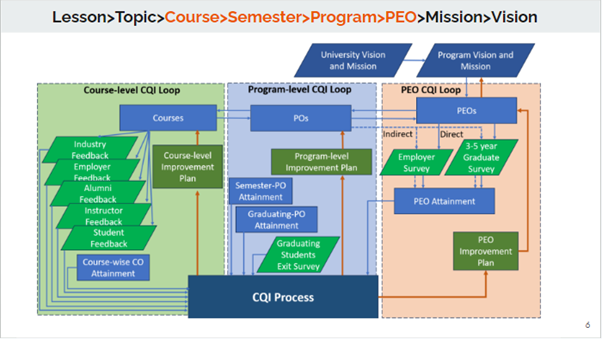 Lesson>Topic>Course>Semester>Program>PEO>Mission>Vision
University Vision
and Mission
Program Vision and
Mission
Course-level CQI Loop
Program-level CQI Loop
PEO CQI Loop
Courses
POs
PEOs
Indirect
Direct
Industry
Feedback
Employer
Feedback
Alumni
Feedback
Instructor
Feedback
Student
Feedback
Course-wise CO
Attainment
Course-level
Improvement
Plan
Program-level
Improvement Plan
Semester-PO
Attainment
Graduating-PO
Attainment
Graduating
Students
Exit Survey
Employer
Survey
3-5 year
Graduate
Survey
PEO Attainment
PEO
Improvement
Plan
CQI Process
6